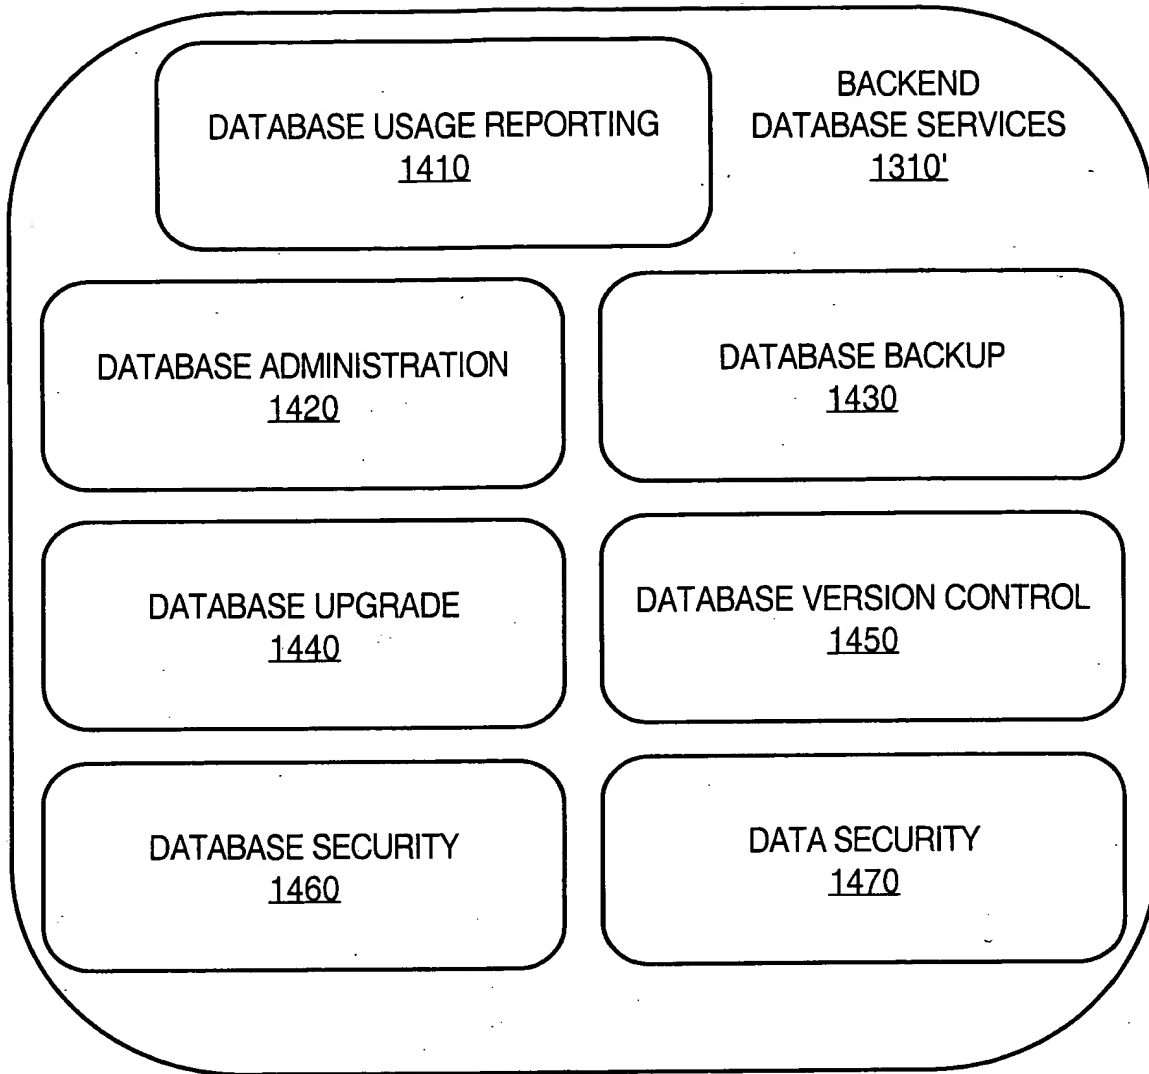 DATABASE USAGE REPORTING
1410
BACKEND
DATABASE SERVICES
1310'
DATABASE ADMINISTRATION
1420
DATABASE BACKUP
1430
DATABASE UPGRADE
1440
DATABASE VERSION CONTROL
1450
DATABASE SECURITY
1460
DATA SECURITY
1470